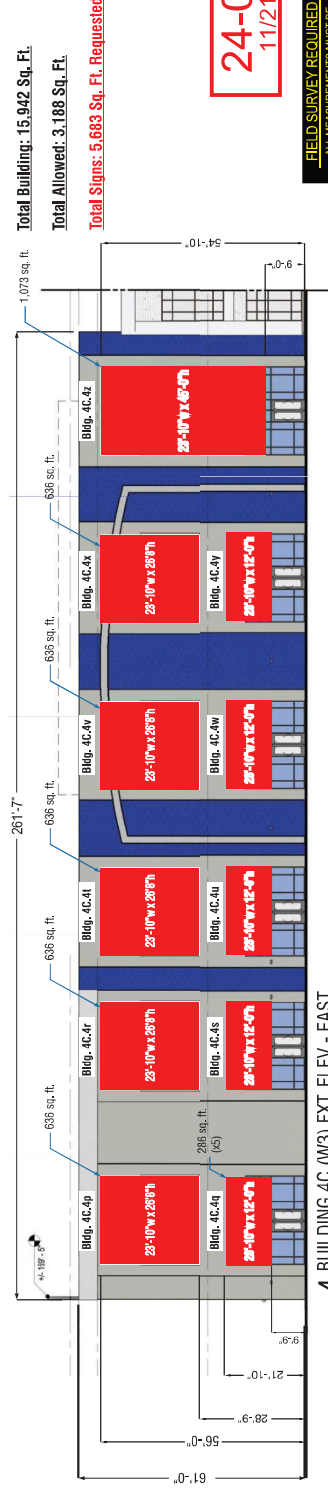 Total Building: 15,942 Sq. Ft.
Total Allowed: 3,188 Sq. Ft.
Total Signs: 5,683 Sq. Ft. Requested
24-0
11/21
FIELD SURVEY REQUIRED
261'-7"
+/- 169' - 5"
636 sq. ft.
636 sq. ft.
636 sq. ft.
636 sq. ft.
636 sq. ft.
1,073 sq. ft.
Bldg. 4C.4p
Bldg. 4C.4r
Bldg. 4C.4t
Bldg. 4C.4v
Bldg. 4C.4x
Bldg. 4C.4z
23'-10"w x 26'8"h
23'-10"w x 26'8"h
23'-10"w x 26'8"h
23'-10"w x 26'8"h
23'-10"w x 26'8"h
23'-10"w x 45'-0"h
286 sq. ft.
(x5)
Bldg. 4C.4q
Bldg. 4C.4s
Bldg. 4C.4u
Bldg. 4C.4w
Bldg. 4C.4y
23'-10"w x 12'-0"h
23'-10"w x 12'-0"h
23'-10"w x 12'-0"h
23'-10"w x 12'-0"h
23'-10"w x 12'-0"h
61'-0"
56'-0"
28'-9"
21'-10"
9'-9"
54'-10"
9'-0"
4 BUILDING 4C (W3) EXT. ELEV - EAST